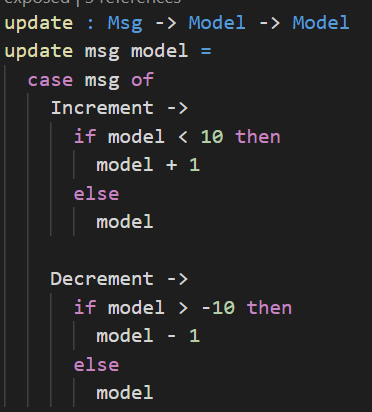 exposed | 3 references
update : Msg -> Model -> Model
update msg model =
  case msg of
    Increment ->
      if model < 10 then
        model + 1
      else
        model

    Decrement ->
      if model > -10 then
        model - 1
      else
        model